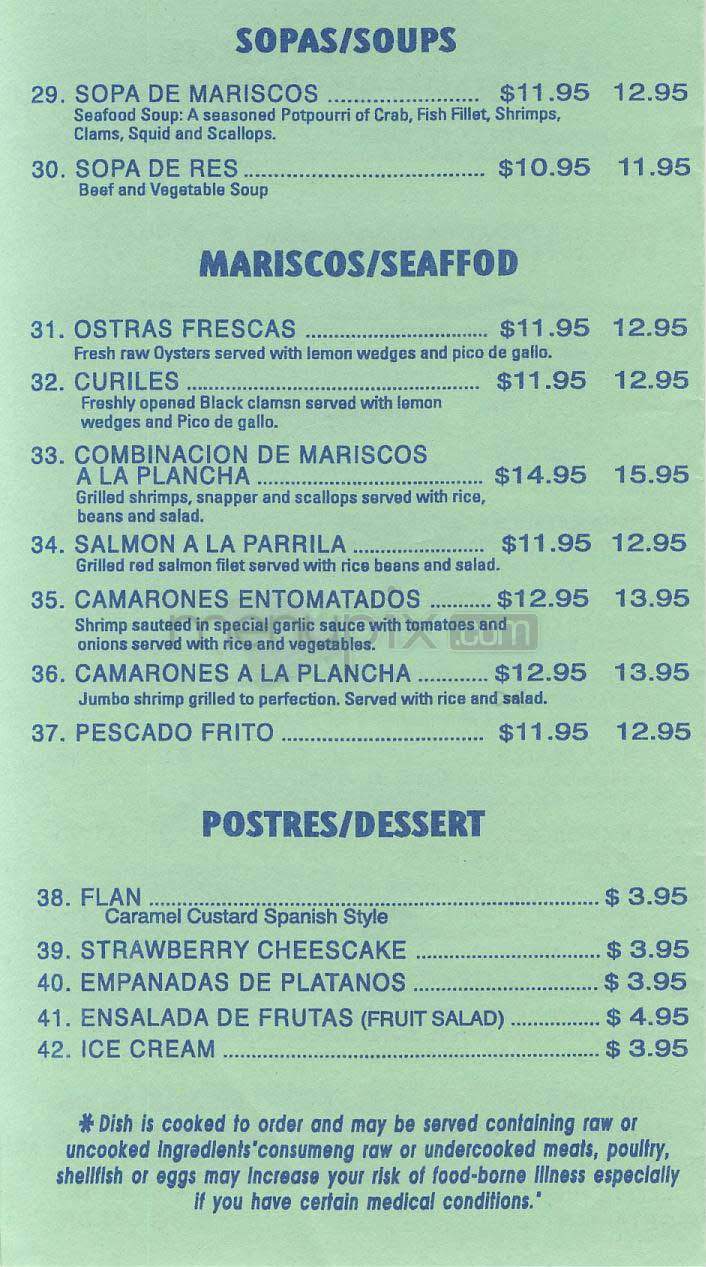 SOPAS/SOUPS
29. SOPA DE MARISCOS ........................ $11.95 12.95
Seafood Soup: A seasoned Potpourri of Crab, Fish Fillet, Shrimps,
Clams, Squid and Scallops.
30. SOPA DE RES ...................................... $10.95 11.95
Beef and Vegetable Soup
MARISCOS/SEAFFOD
31. OSTRAS FRESCAS ............................. $11.95 12.95
Fresh raw Oysters served with lemon wedges and pico de gallo.
32. CURILES ............................................... $11.95 12.95
Freshly opened Black clamsn served with lemon
wedges and Pico de gallo.
33. COMBINACION DE MARISCOS
A LA PLANCHA .................................... $14.95 15.95
Grilled shrimps, snapper and scallops served with rice,
beans and salad.
34. SALMON A LA PARRILA ..................... $11.95 12.95
Grilled red salmon filet served with rice beans and salad.
35. CAMARONES ENTOMATADOS .......... $12.95 13.95
Shrimp sauteed in special garlic sauce with tomatoes and
onions served with rice and vegetables.
menupix.com
36. CAMARONES A LA PLANCHA ........... $12.95 13.95
Jumbo shrimp grilled to perfection. Served with rice and salad.
37. PESCADO FRITO ................................ $11.95 12.95
POSTRES/DESSERT
38. FLAN ........................................................................ $ 3.95
Caramel Custard Spanish Style
39. STRAWBERRY CHEESCAKE ............................. $ 3.95
40. EMPANADAS DE PLATANOS ............................. $ 3.95
41. ENSALADA DE FRUTAS (FRUIT SALAD) .............. $ 4.95
42. ICE CREAM ............................................................ $ 3.95
* Dish is cooked to order and may be served containing raw or
uncooked ingredients"consumeng raw or undercooked meats, poultry,
shellfish or eggs may increase your risk of food-borne illness especially
if you have certain medical conditions."